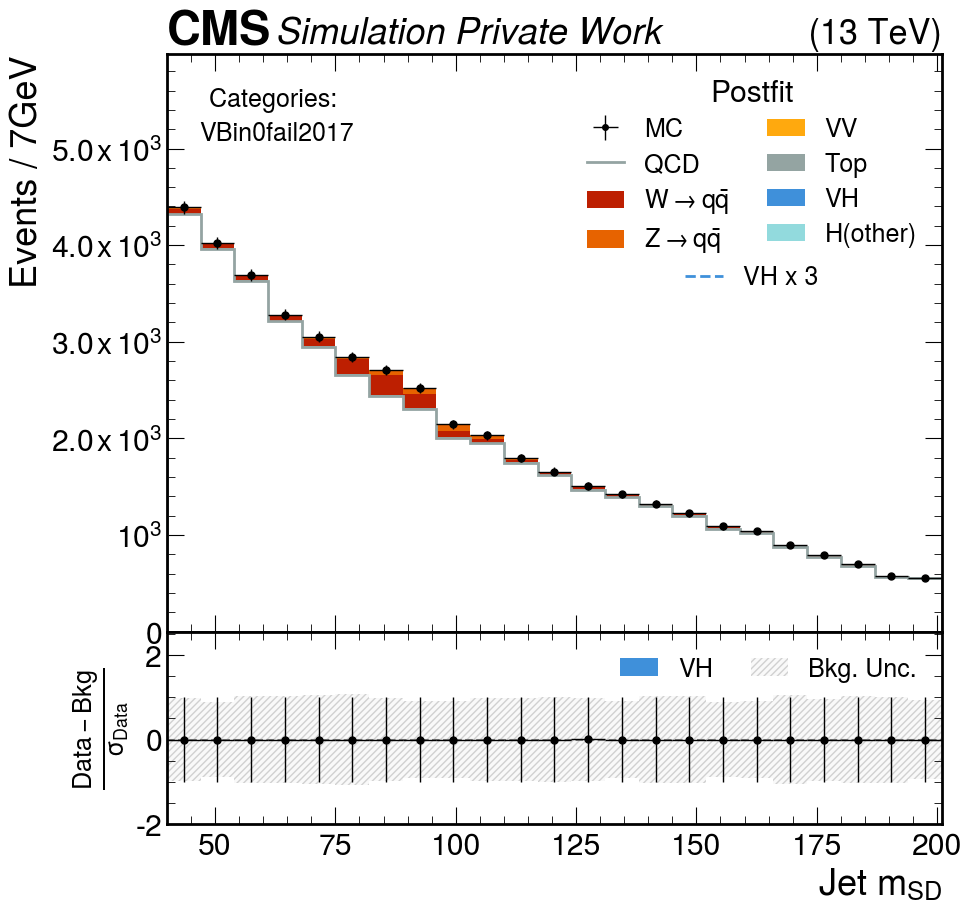 CMS Simulation Private Work (13 TeV)
Events / 7GeV
Categories:
VBin0fail2017
Postfit
MC
QCD
W → qq̄
Z → qq̄
VV
Top
VH
H(other)
VH x 3
5.0 x 10³
4.0 x 10³
3.0 x 10³
2.0 x 10³
10³
0
Data – Bkg
σData
VH
Bkg. Unc.
2
0
-2
50 75 100 125 150 175 200
Jet mSD